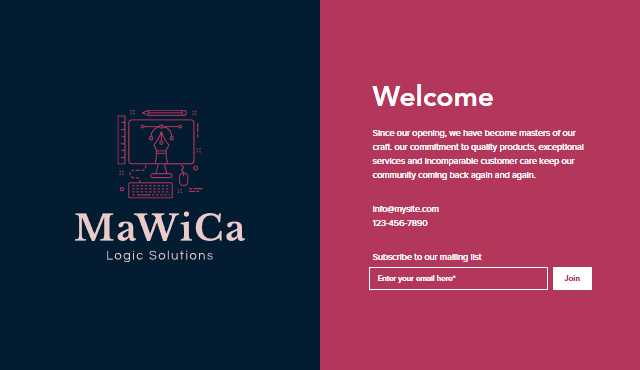 MaWiCa
Logic Solutions
Welcome
Since our opening, we have become masters of our
craft. our commitment to quality products, exceptional
services and incomparable customer care keep our
community coming back again and again.
info@mysite.com
123-456-7890
Subscribe to our mailing list
Enter your email here*
Join